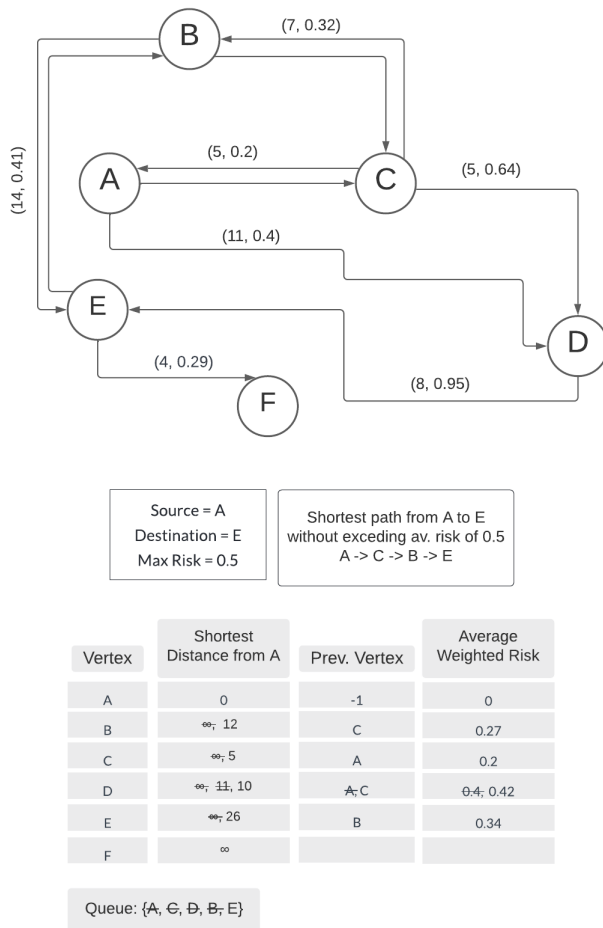 B
(7, 0.32)
(14, 0.41)
(5, 0.2)
A
C
(5, 0.64)
(11, 0.4)
E
D
(4, 0.29)
(8, 0.95)
F
Source = A
Destination = E
Max Risk = 0.5
Shortest path from A to E
without exceding av. risk of 0.5
A -> C -> B -> E
Vertex Shortest Distance from A Prev. Vertex Average Weighted Risk
A 0 -1 0
B ∞, 12 C 0.27
C ∞, 5 A 0.2
D ∞, 11, 10 A, C 0.4, 0.42
E ∞, 26 B 0.34
F ∞
Queue: {A, C, D, B, E}